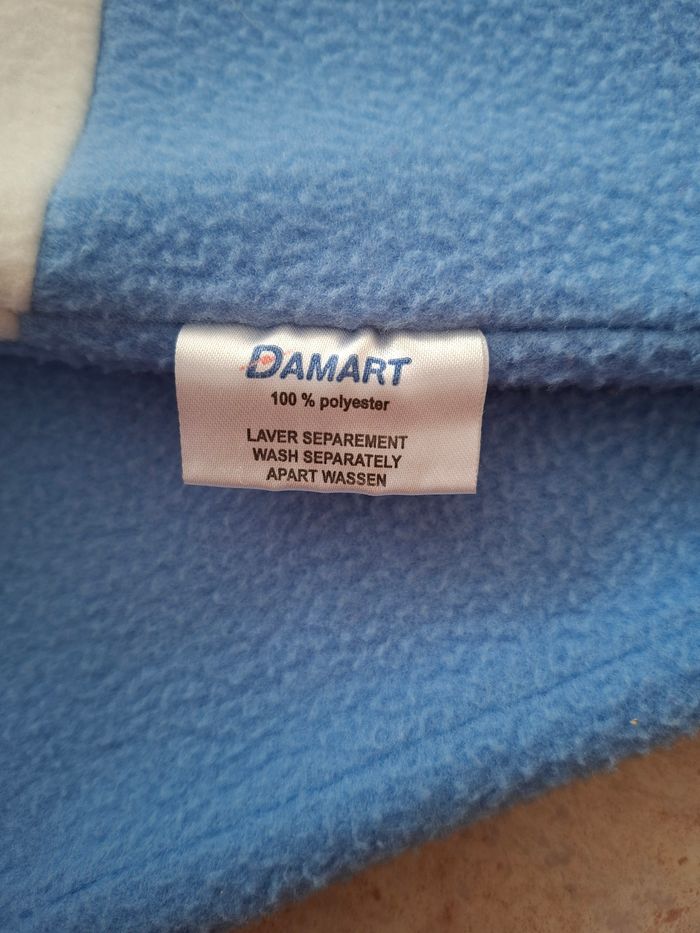 DAMART
100 % polyester
LAVER SEPAREMENT
WASH SEPARATELY
APART WASSEN